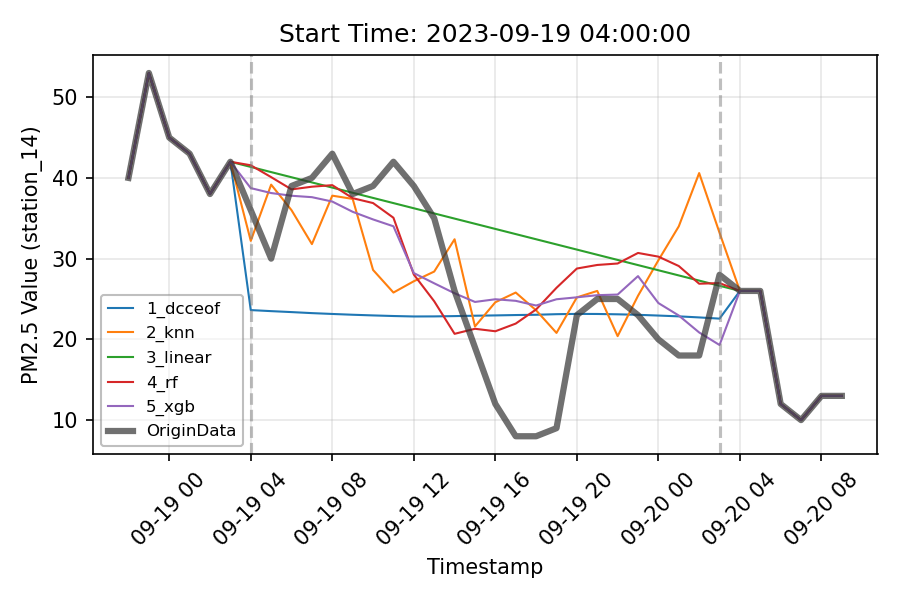 Start Time: 2023-09-19 04:00:00
PM2.5 Value (station_14)
50
40
30
20
10
1_dcceof
2_knn
3_linear
4_rf
5_xgb
OriginData
09-19 00
09-19 04
09-19 08
09-19 12
09-19 16
09-19 20
09-20 00
09-20 04
09-20 08
Timestamp